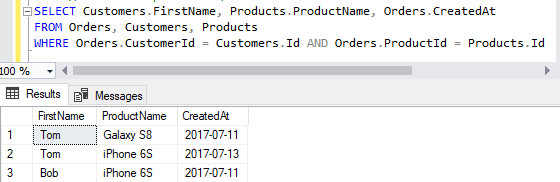 SELECT Customers.FirstName, Products.ProductName, Orders.CreatedAt
FROM Orders, Customers, Products
WHERE Orders.CustomerId = Customers.Id AND Orders.ProductId = Products.Id
100 %
Results Messages
FirstName ProductName CreatedAt
1 Tom Galaxy S8 2017-07-11
2 Tom iPhone 6S 2017-07-13
3 Bob iPhone 6S 2017-07-11